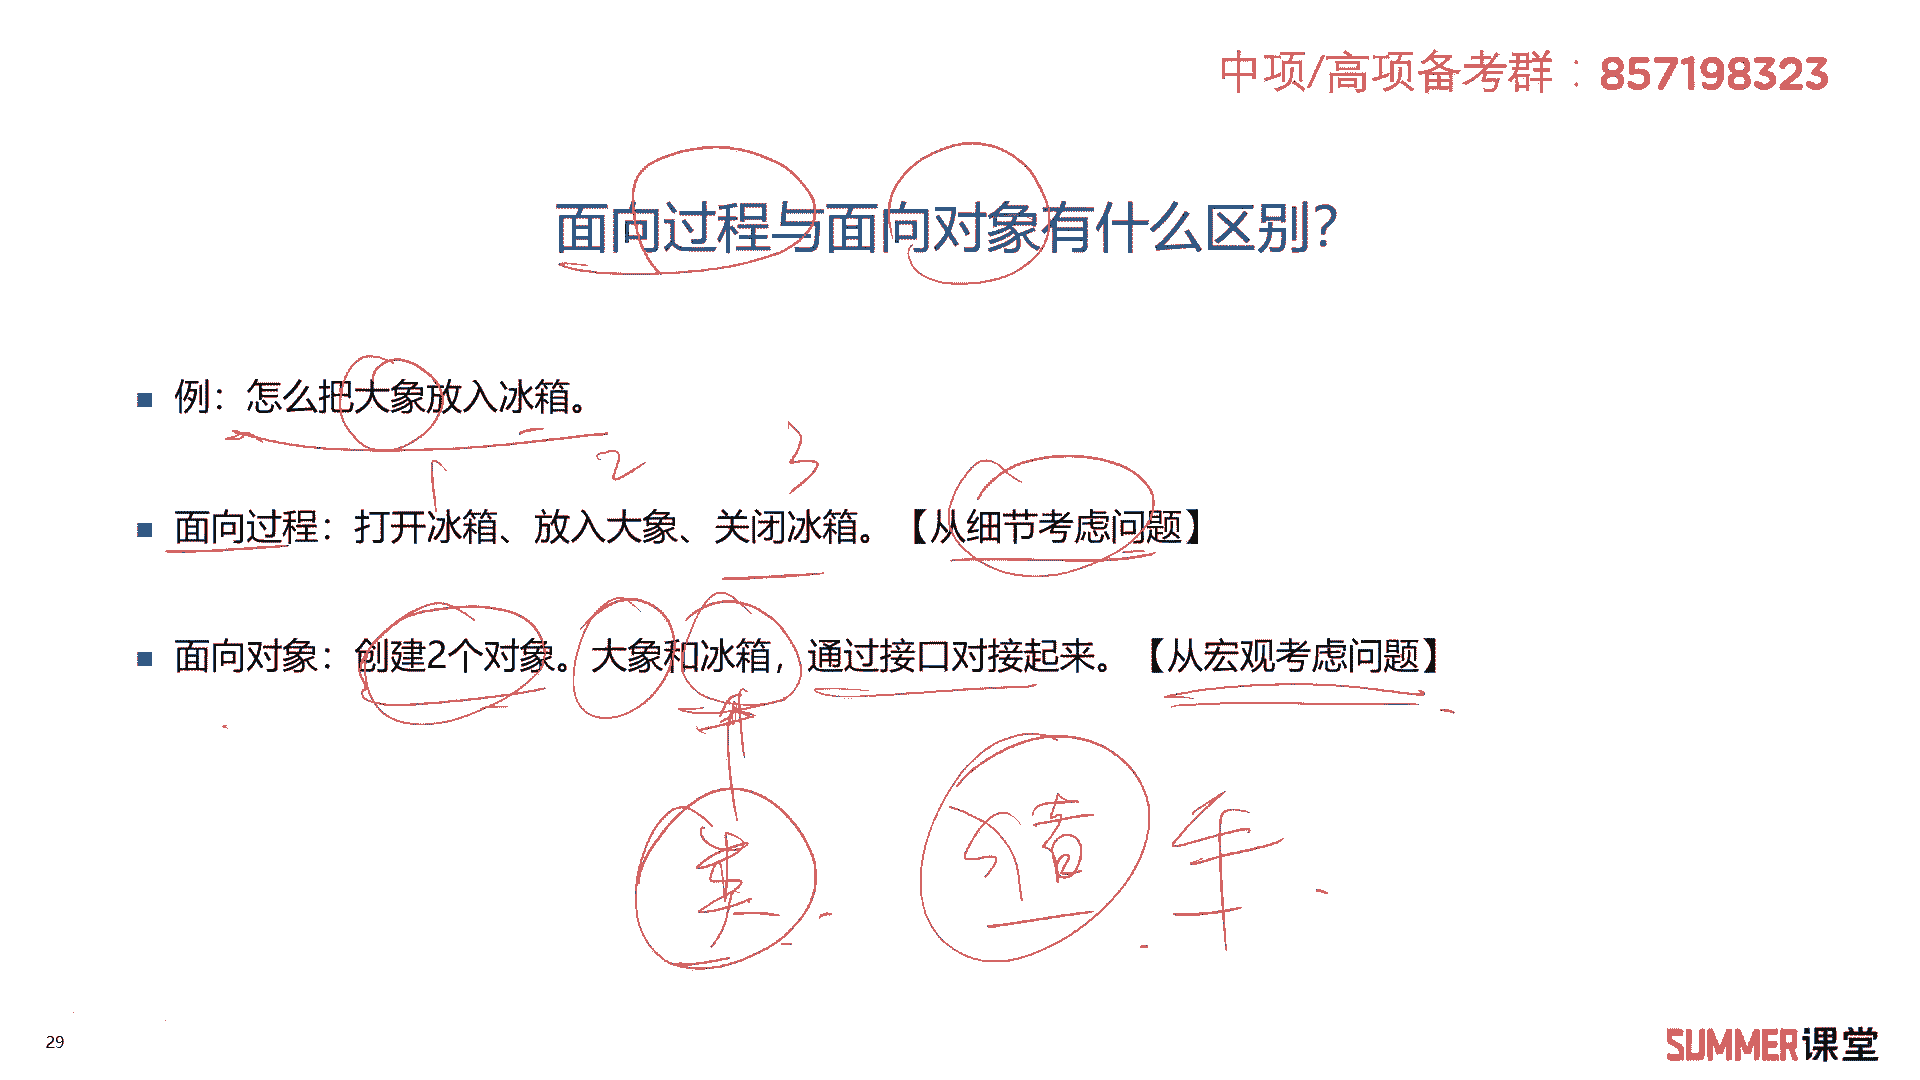 中项/高项备考群：857198323
面向过程与面向对象有什么区别？
例：怎么把大象放入冰箱。
1 2 3
面向过程：打开冰箱、放入大象、关闭冰箱。【从细节考虑问题】
面向对象：创建2个对象。大象和冰箱，通过接口对接起来。【从宏观考虑问题】
猪
29
SUMMER课堂